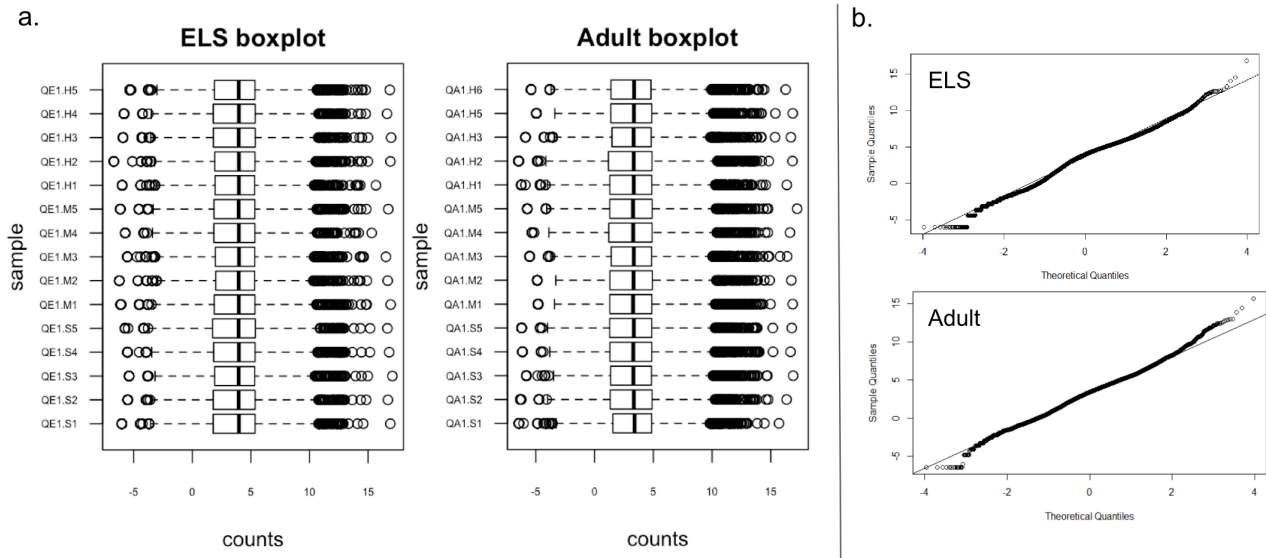 a.
ELS boxplot
sample
QE1.H5
QE1.H4
QE1.H3
QE1.H2
QE1.H1
QE1.M5
QE1.M4
QE1.M3
QE1.M2
QE1.M1
QE1.S5
QE1.S4
QE1.S3
QE1.S2
QE1.S1
-5 0 5 10 15
counts
Adult boxplot
sample
QA1.H6
QA1.H5
QA1.H3
QA1.H2
QA1.H1
QA1.M5
QA1.M4
QA1.M3
QA1.M2
QA1.M1
QA1.S5
QA1.S4
QA1.S3
QA1.S2
QA1.S1
-5 0 5 10 15
counts
b.
ELS
Sample Quantiles
15
10
5
0
-5
-4 -2 0 2 4
Theoretical Quantiles
Adult
Sample Quantiles
15
10
5
0
-5
-4 -2 0 2 4
Theoretical Quantiles